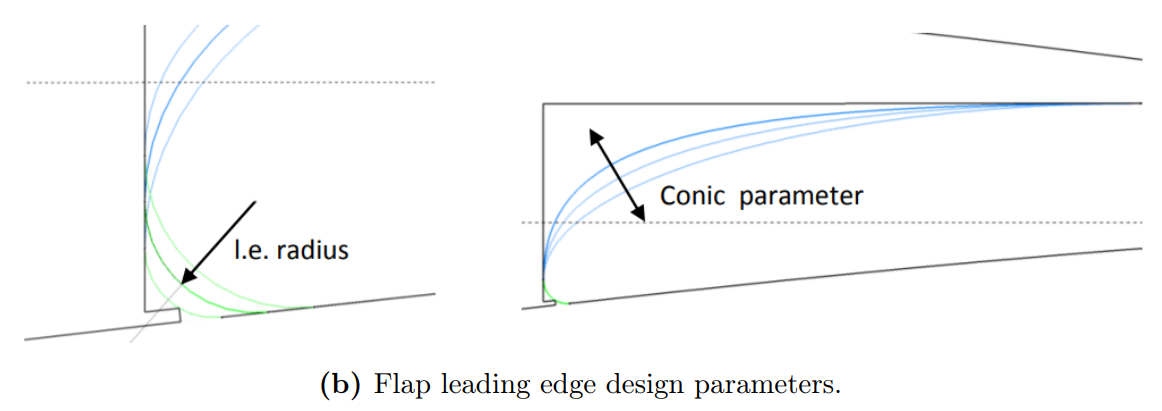 l.e. radius
Conic parameter
(b) Flap leading edge design parameters.